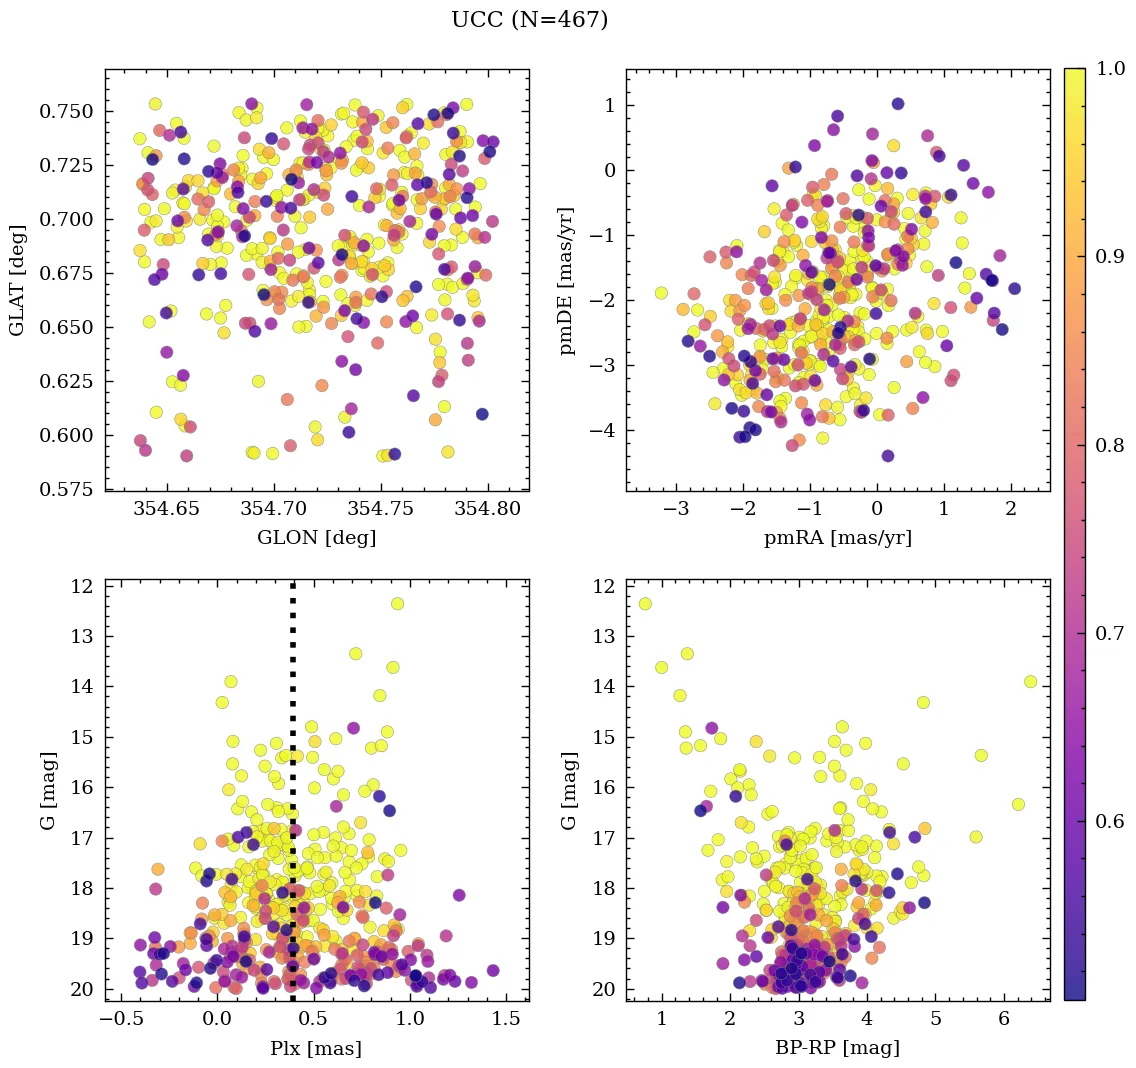 UCC (N=467)
0.750
0.725
0.700
0.675
0.650
0.625
0.600
0.575
GLAT [deg]
354.65 354.70 354.75 354.80
GLON [deg]
1
0
−1
−2
−3
−4
pmDE [mas/yr]
−3 −2 −1 0 1 2
pmRA [mas/yr]
1.0
0.9
0.8
0.7
0.6
12
13
14
15
16
17
18
19
20
G [mag]
−0.5 0.0 0.5 1.0 1.5
Plx [mas]
12
13
14
15
16
17
18
19
20
G [mag]
1 2 3 4 5 6
BP-RP [mag]